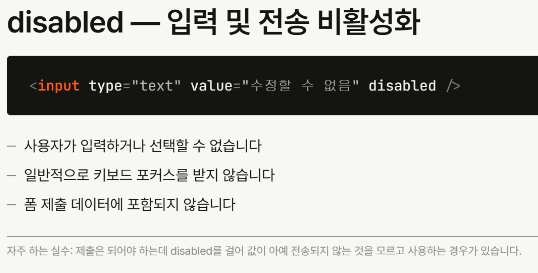 disabled — 입력 및 전송 비활성화
<input type="text" value="수정할 수 없음" disabled />
— 사용자가 입력하거나 선택할 수 없습니다
— 일반적으로 키보드 포커스를 받지 않습니다
— 폼 제출 데이터에 포함되지 않습니다
자주 하는 실수: 제출은 되어야 하는데 disabled를 걸어 값이 아예 전송되지 않는 것을 모르고 사용하는 경우가 있습니다.